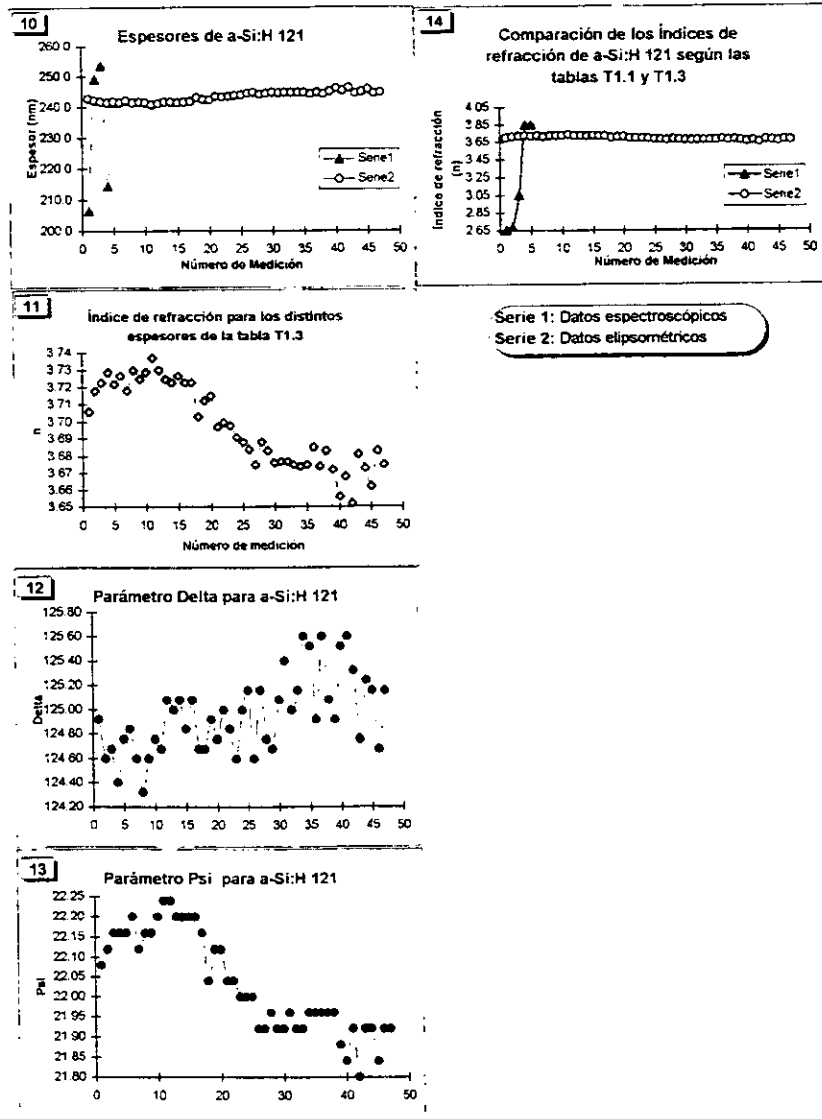 10
Espesores de a-Si:H 121
260 0
250 0
240 0
230 0
220 0
210 0
200 0
Espesor (nm)
Serie1
Serie2
0 5 10 15 20 25 30 35 40 45 50
Número de Medición
14
Comparación de los Índices de
refracción de a-Si:H 121 según las
tablas T1.1 y T1.3
4 05
3.85
3.65
3.45
3.25
3.05
2.85
2 65
Índice de refracción
(n)
Serie1
Serie2
0 5 10 15 20 25 30 35 40 45 50
Número de Medición
11
Índice de refracción para los distintos
espesores de la tabla T1.3
3 74
3 73
3 72
3 71
3 70
3 69
3 68
3 67
3 66
3 65
n
0 5 10 15 20 25 30 35 40 45 50
Número de medición
Serie 1: Datos espectroscópicos
Serie 2: Datos elipsométricos
12
Parámetro Delta para a-Si:H 121
125 80
125 60
125 40
125.20
125.00
124.80
124.60
124.40
124.20
Delta
0 5 10 15 20 25 30 35 40 45 50
13
Parámetro Psi para a-Si:H 121
22.25
22.20
22.15
22.10
22.05
22 00
21 95
21 90
21 85
21.80
Psi
0 10 20 30 40 50